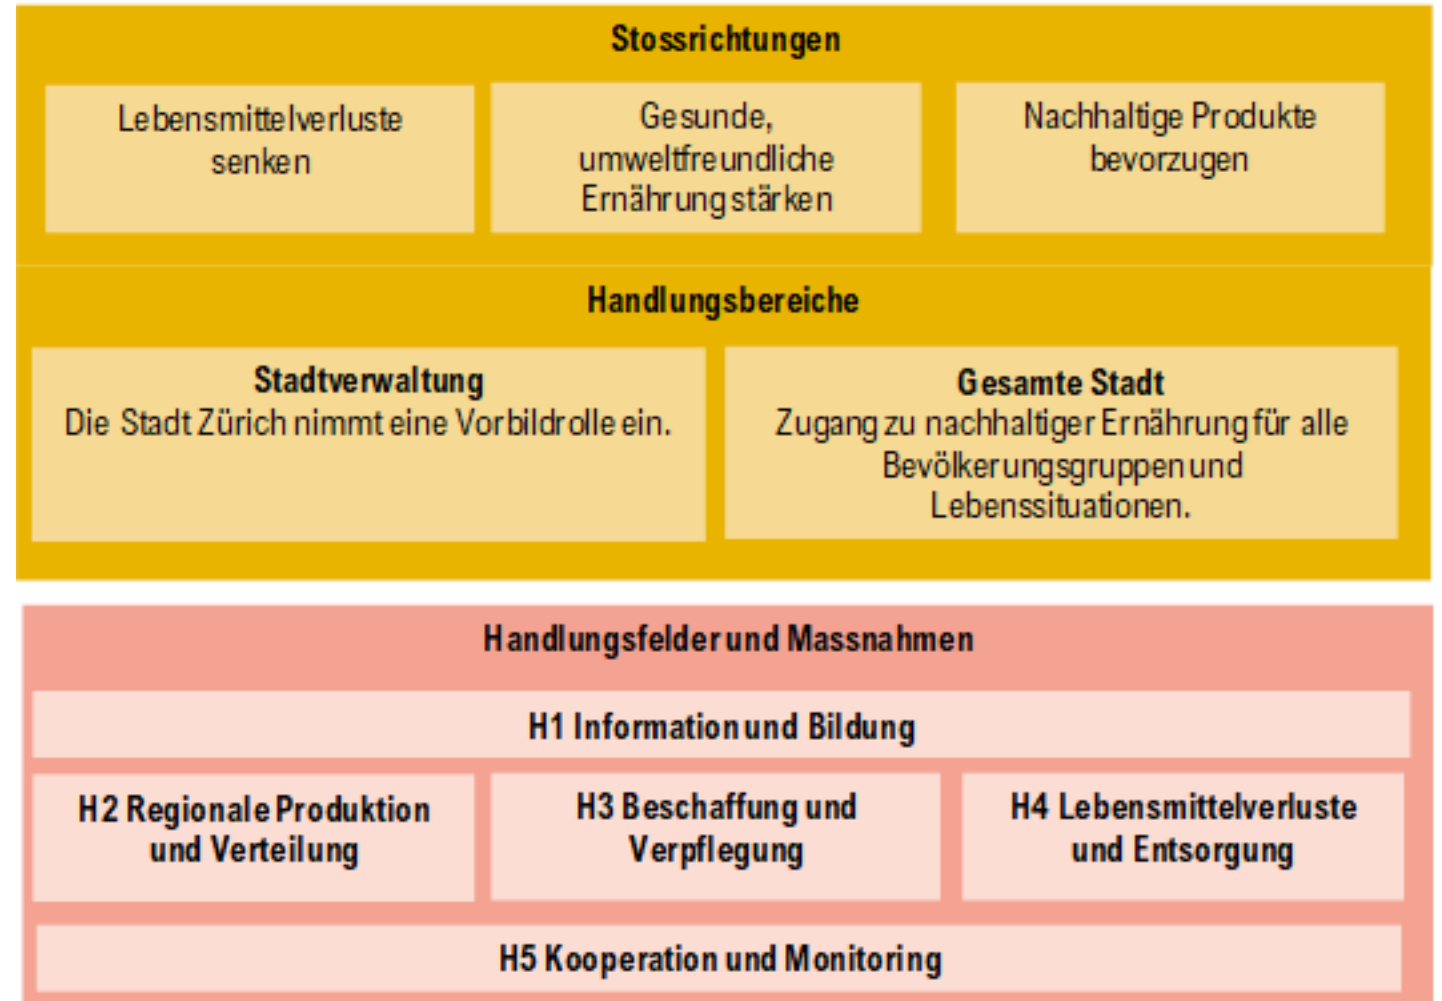 Stossrichtungen
Lebensmittelverluste
senken
Gesunde,
umweltfreundliche
Ernährung stärken
Nachhaltige Produkte
bevorzugen
Handlungsbereiche
Stadtverwaltung
Die Stadt Zürich nimmt eine Vorbildrolle ein.
Gesamte Stadt
Zugang zu nachhaltiger Ernährung für alle
Bevölkerungsgruppen und
Lebenssituationen.
Handlungsfelder und Massnahmen
H1 Information und Bildung
H2 Regionale Produktion
und Verteilung
H3 Beschaffung und
Verpflegung
H4 Lebensmittelverluste
und Entsorgung
H5 Kooperation und Monitoring